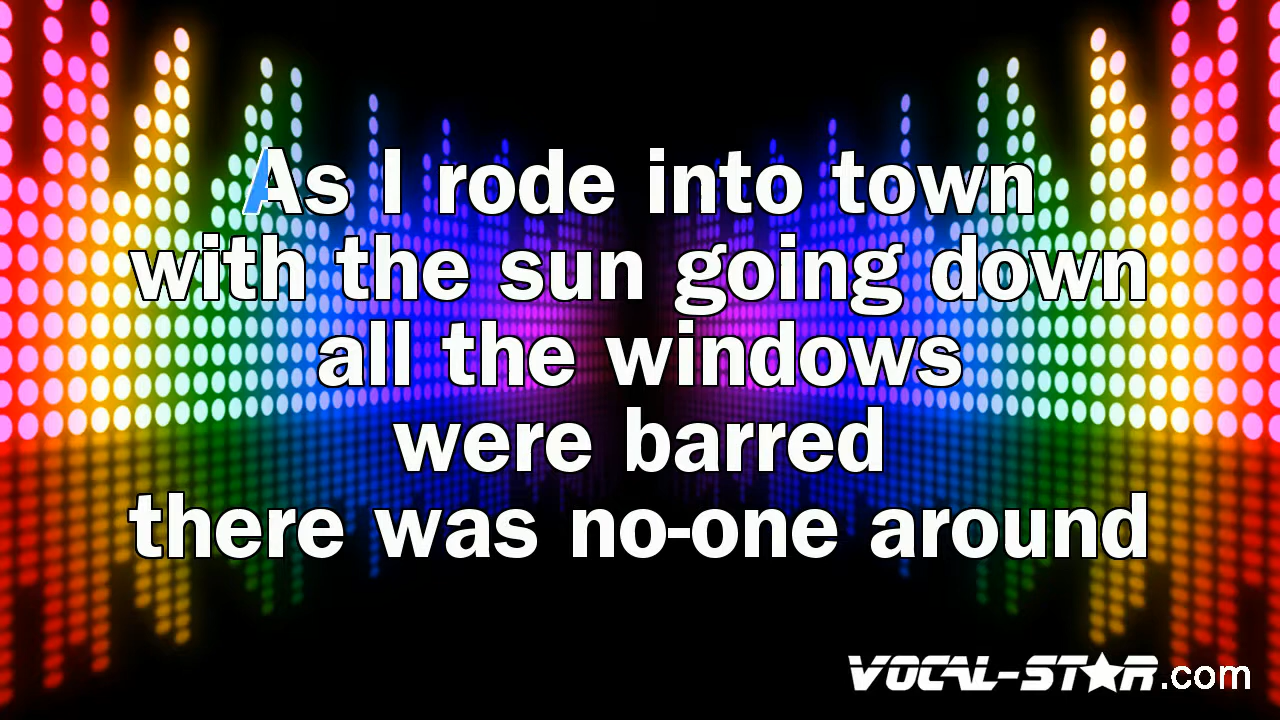 As I rode into town
with the sun going down
all the windows
were barred
there was no-one around
VOCAL-STAR.com